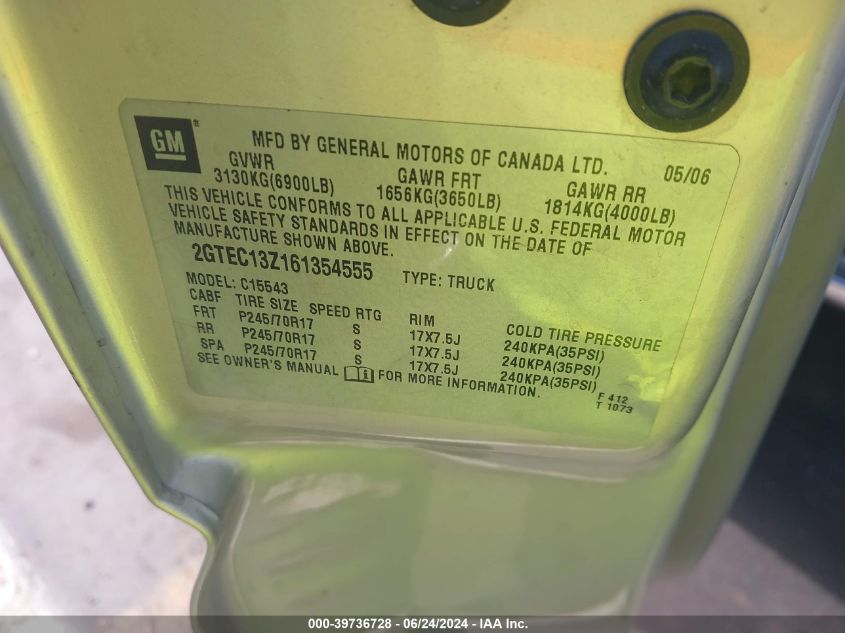 GM® MFD BY GENERAL MOTORS OF CANADA LTD. 05/06
GVWR GAWR FRT GAWR RR
3130KG(6900LB) 1656KG(3650LB) 1814KG(4000LB)
THIS VEHICLE CONFORMS TO ALL APPLICABLE U.S. FEDERAL MOTOR
VEHICLE SAFETY STANDARDS IN EFFECT ON THE DATE OF
MANUFACTURE SHOWN ABOVE.
2GTEC13Z161354555 TYPE: TRUCK
MODEL: C15543
CABF TIRE SIZE SPEED RTG RIM COLD TIRE PRESSURE
FRT P245/70R17 S 17X7.5J 240KPA(35PSI)
RR P245/70R17 S 17X7.5J 240KPA(35PSI)
SPA P245/70R17 S 17X7.5J 240KPA(35PSI)
SEE OWNER'S MANUAL FOR MORE INFORMATION.
F 412
T 1073
000-39736728 - 06/24/2024 - IAA Inc.